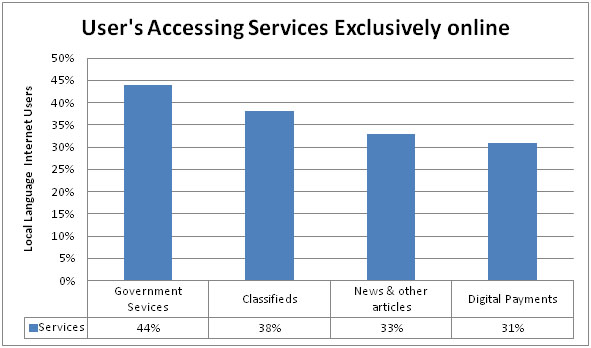 User's Accessing Services Exclusively online
Local Language Internet Users
50%
45%
40%
35%
30%
25%
20%
15%
10%
5%
0%
Government Sevices
Classifieds
News & other articles
Digital Payments
Services 44% 38% 33% 31%